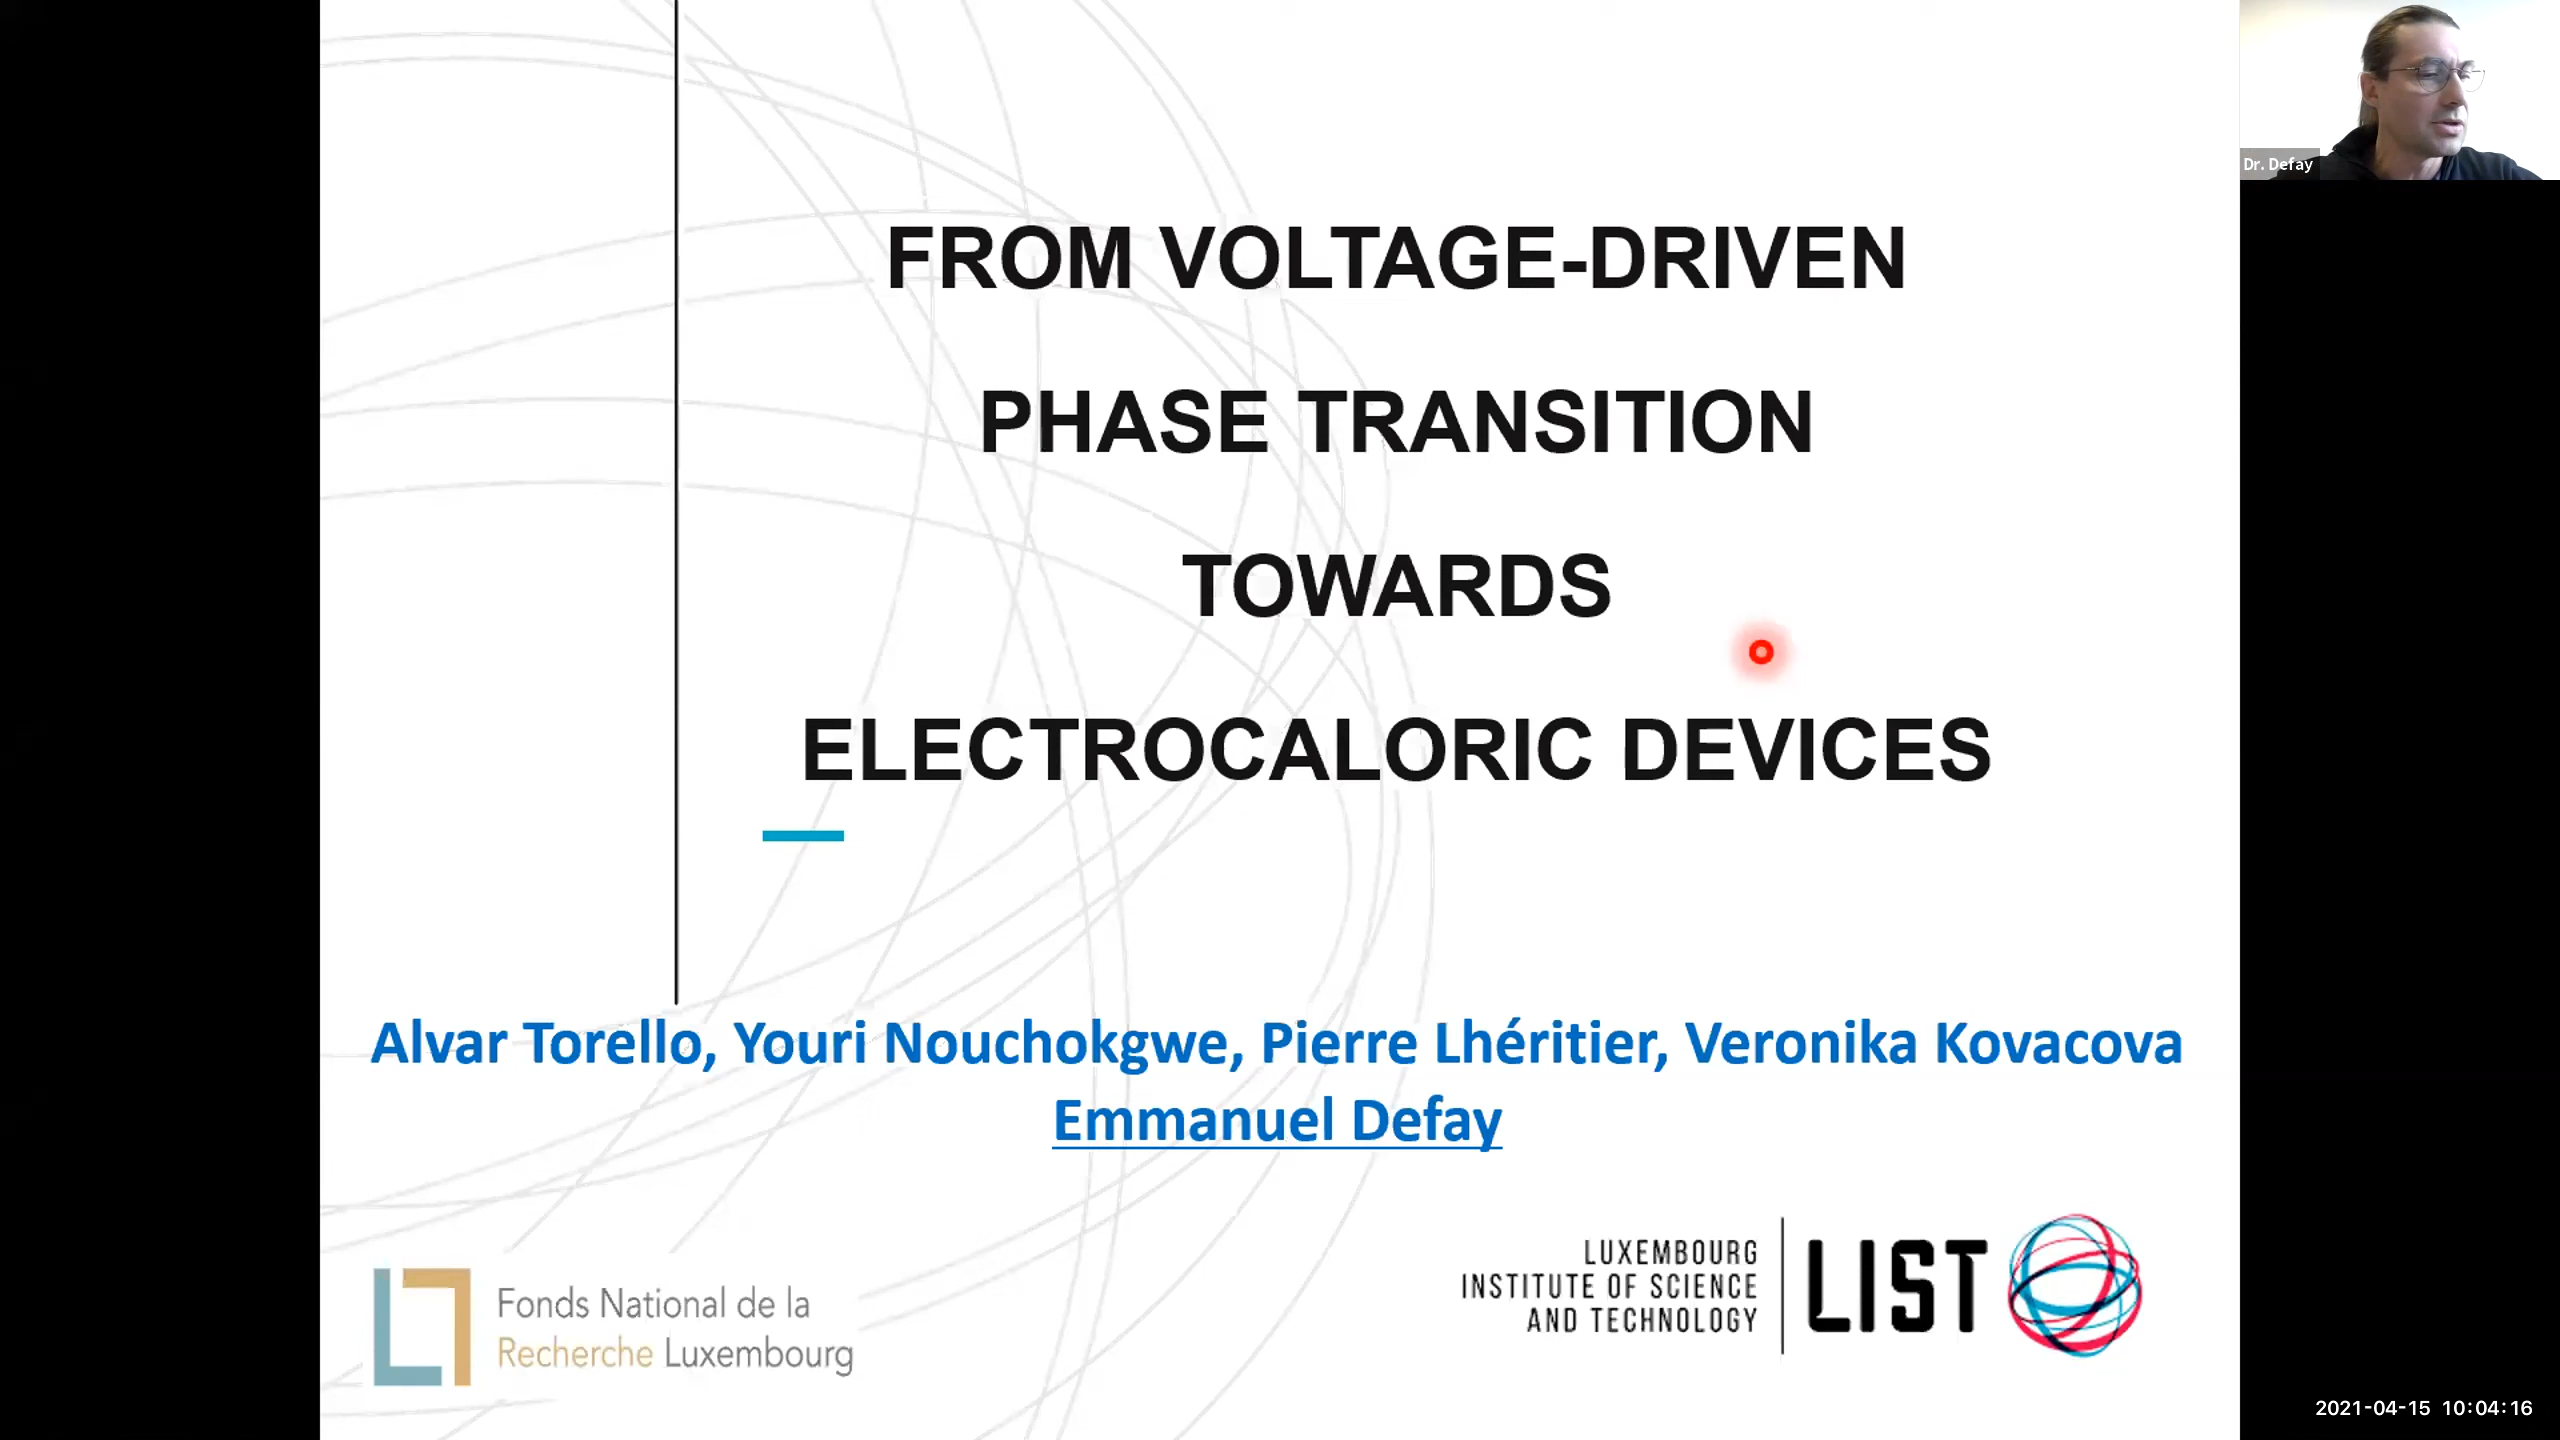 Dr. Defay
FROM VOLTAGE-DRIVEN
PHASE TRANSITION
TOWARDS
ELECTROCALORIC DEVICES
Alvar Torello, Youri Nouchokgwe, Pierre Lhéritier, Veronika Kovacova
Emmanuel Defay
Fonds National de la
Recherche Luxembourg
LUXEMBOURG
INSTITUTE OF SCIENCE
AND TECHNOLOGY
LIST
2021-04-15 10:04:16